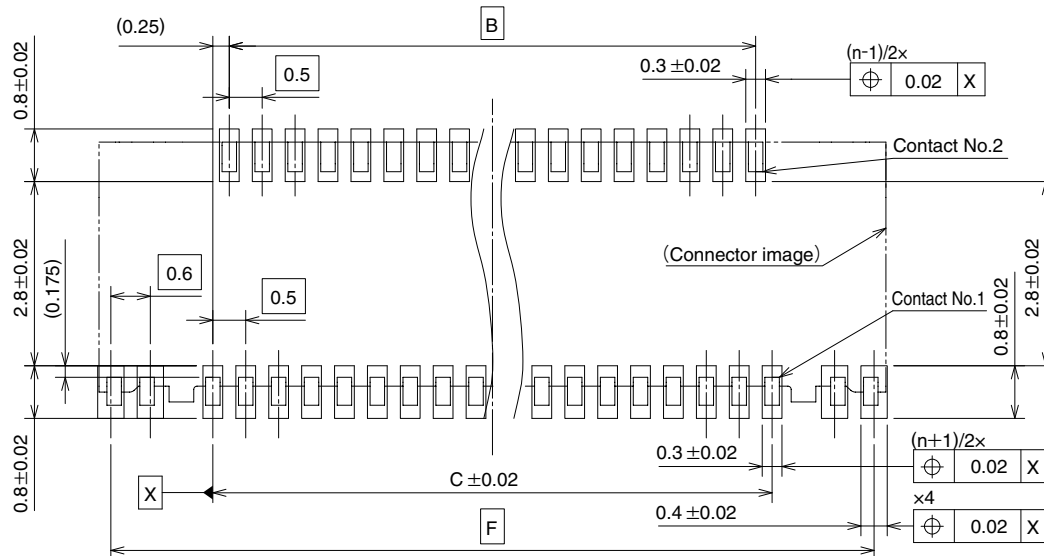 (0.25)
B
(n-1)/2×
0.8±0.02
0.5
0.3±0.02
0.02 X
Contact No.2
2.8±0.02
(0.175)
0.6
0.5
(Connector image)
Contact No.1
0.8±0.02
2.8±0.02
0.8±0.02
0.3±0.02
(n+1)/2×
0.02 X
X
C±0.02
×4
0.4±0.02
0.02 X
F